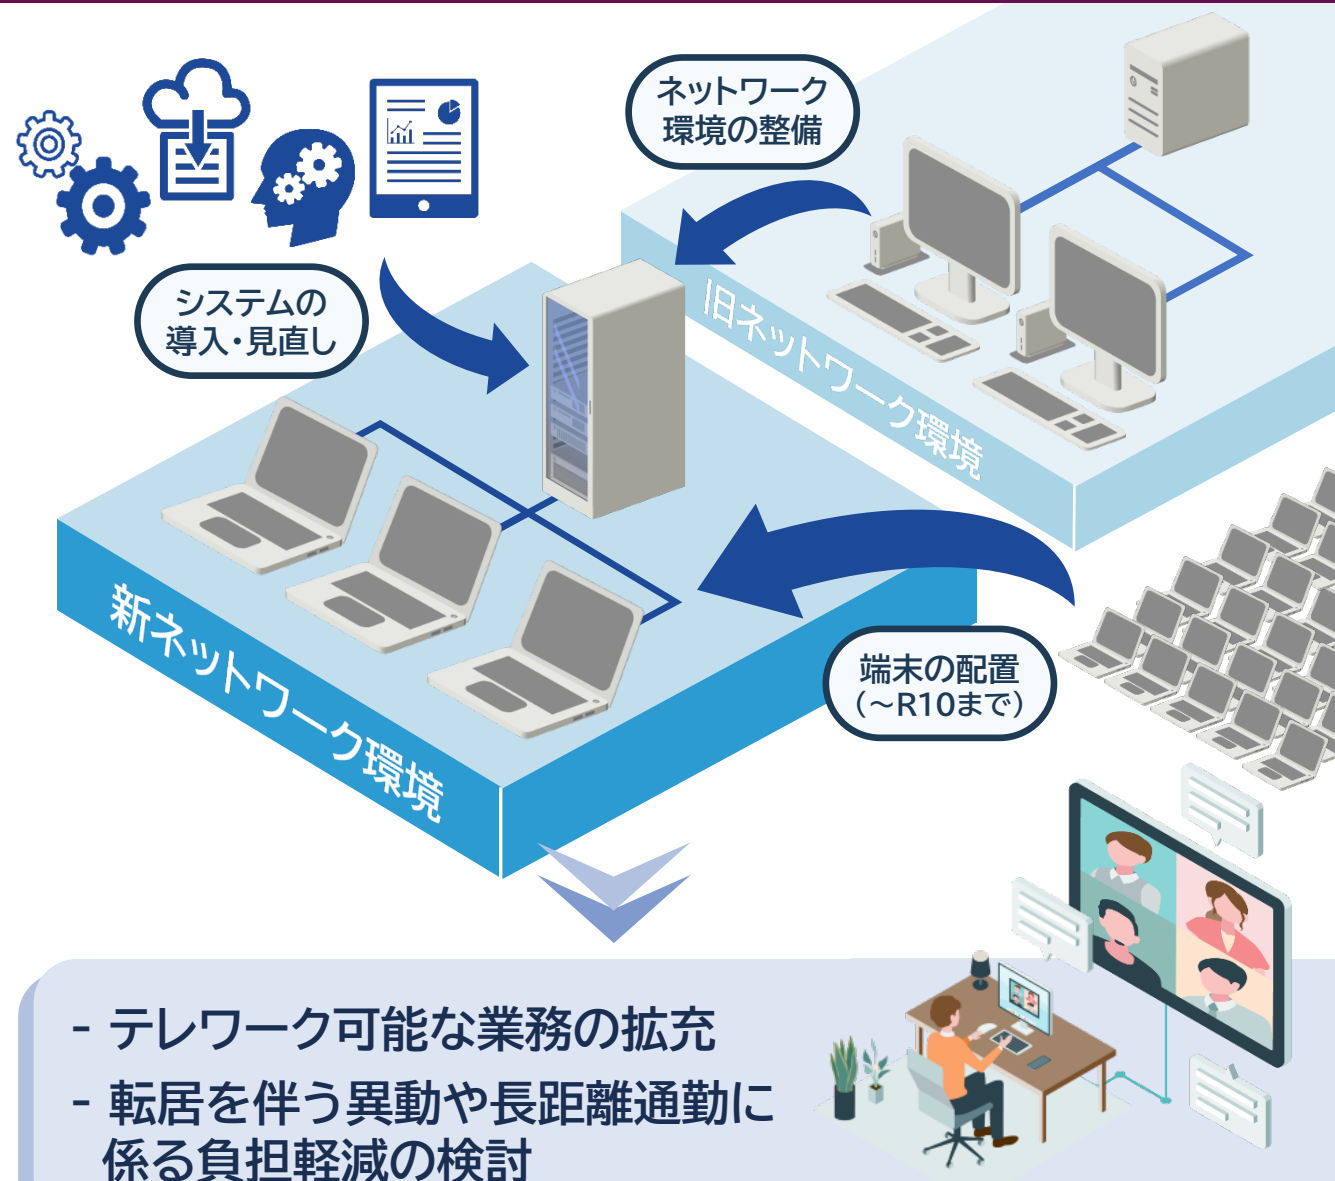 ネットワーク
環境の整備
システムの
導入・見直し
旧ネットワーク環境
新ネットワーク環境
端末の配置
（～R10まで）
- テレワーク可能な業務の拡充
- 転居を伴う異動や長距離通勤に
係る負担軽減の検討